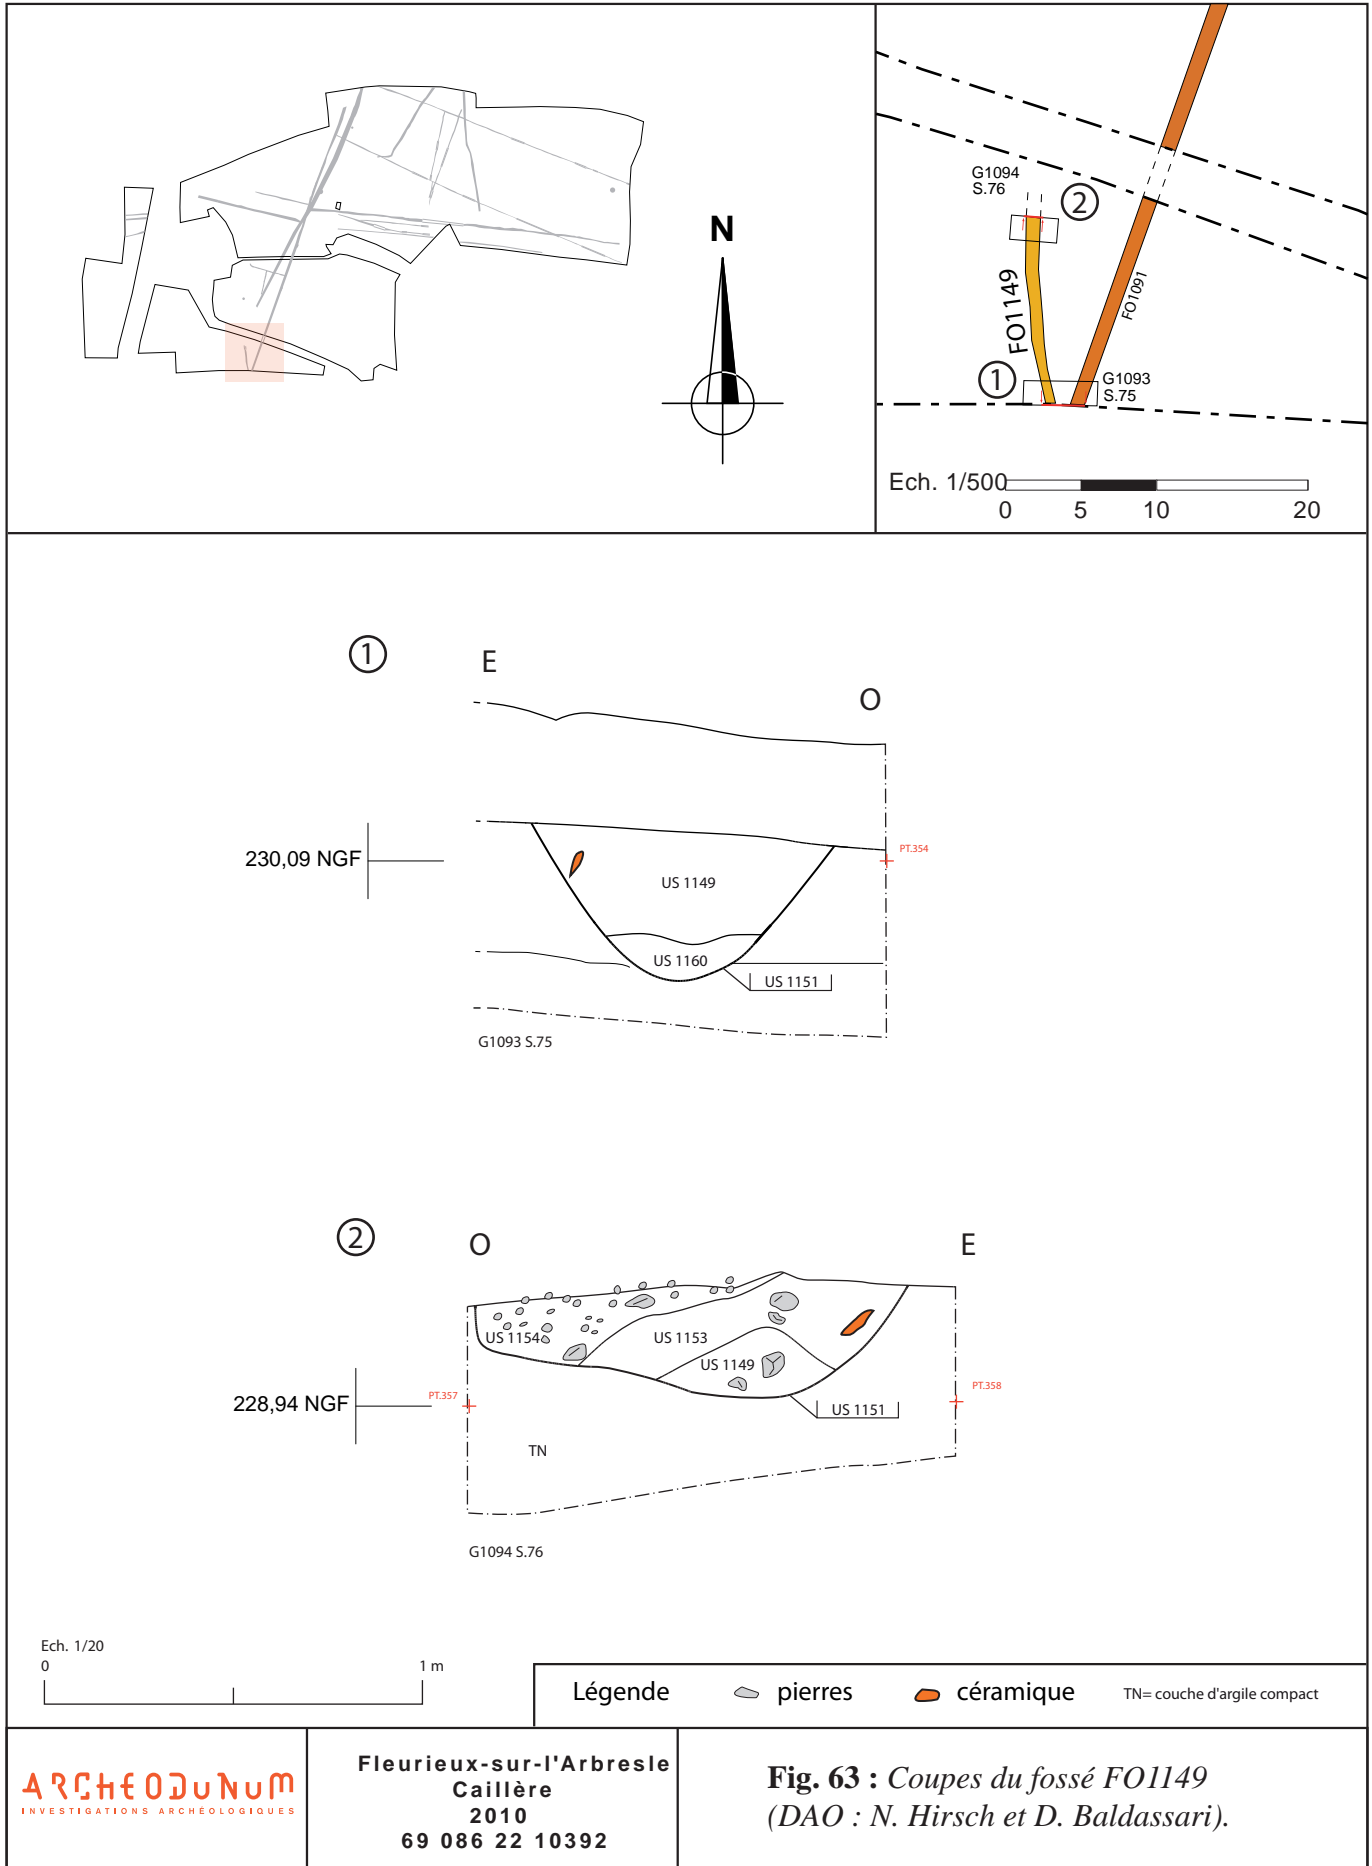 N
G1094
S.76
2
FO1149
FO1091
1
G1093
S.75
Ech. 1/500
0 5 10 20
1
E
O
230,09 NGF
PT.354
US 1149
US 1160
US 1151
G1093 S.75
2
O
E
US 1154
US 1153
US 1149
228,94 NGF
PT.357
PT.358
US 1151
TN
G1094 S.76
Ech. 1/20
0 1 m
Légende pierres céramique TN= couche d'argile compact
ARCHEODUNUM
INVESTIGATIONS ARCHÉOLOGIQUES
Fleurieux-sur-l'Arbresle
Caillère
2010
69 086 22 10392
Fig. 63 : Coupes du fossé FO1149
(DAO : N. Hirsch et D. Baldassari).